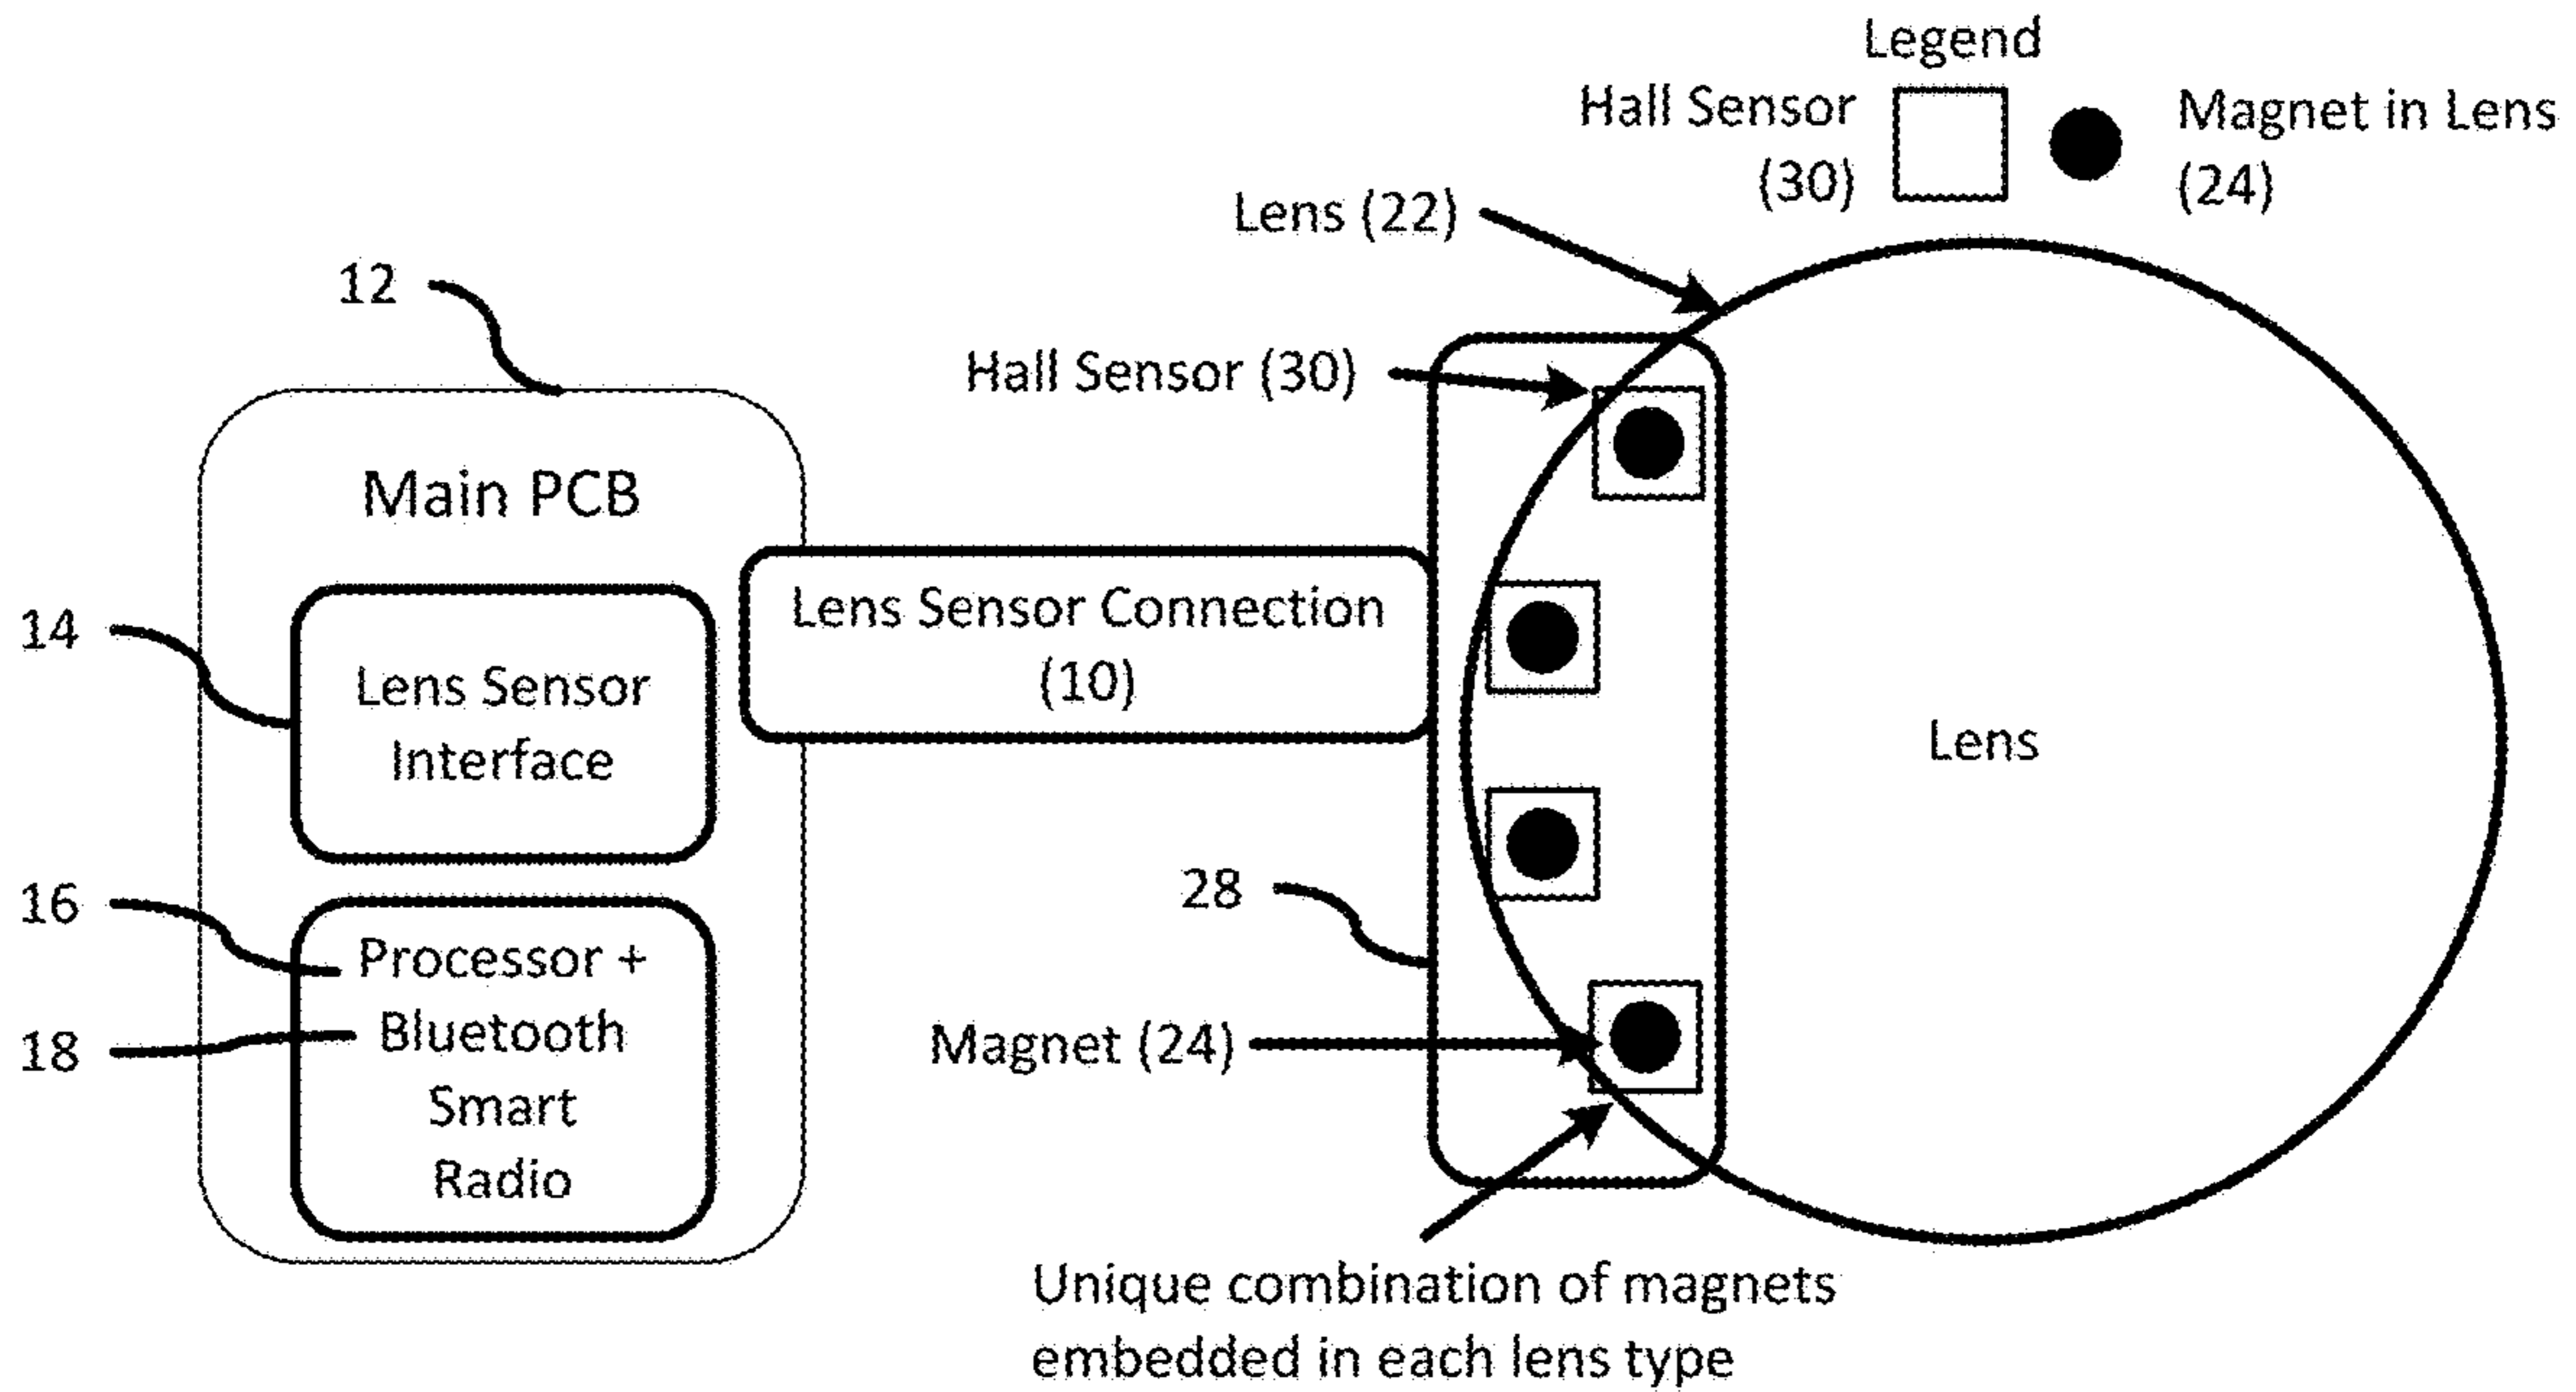 Legend
Hall Sensor
(30)
Magnet in Lens
(24)
Lens (22)
12
Hall Sensor (30)
Main PCB
Lens Sensor Connection
(10)
14
Lens Sensor
Interface
Lens
28
16
Processor +
Bluetooth
Smart
Radio
18
Magnet (24)
Unique combination of magnets
embedded in each lens type